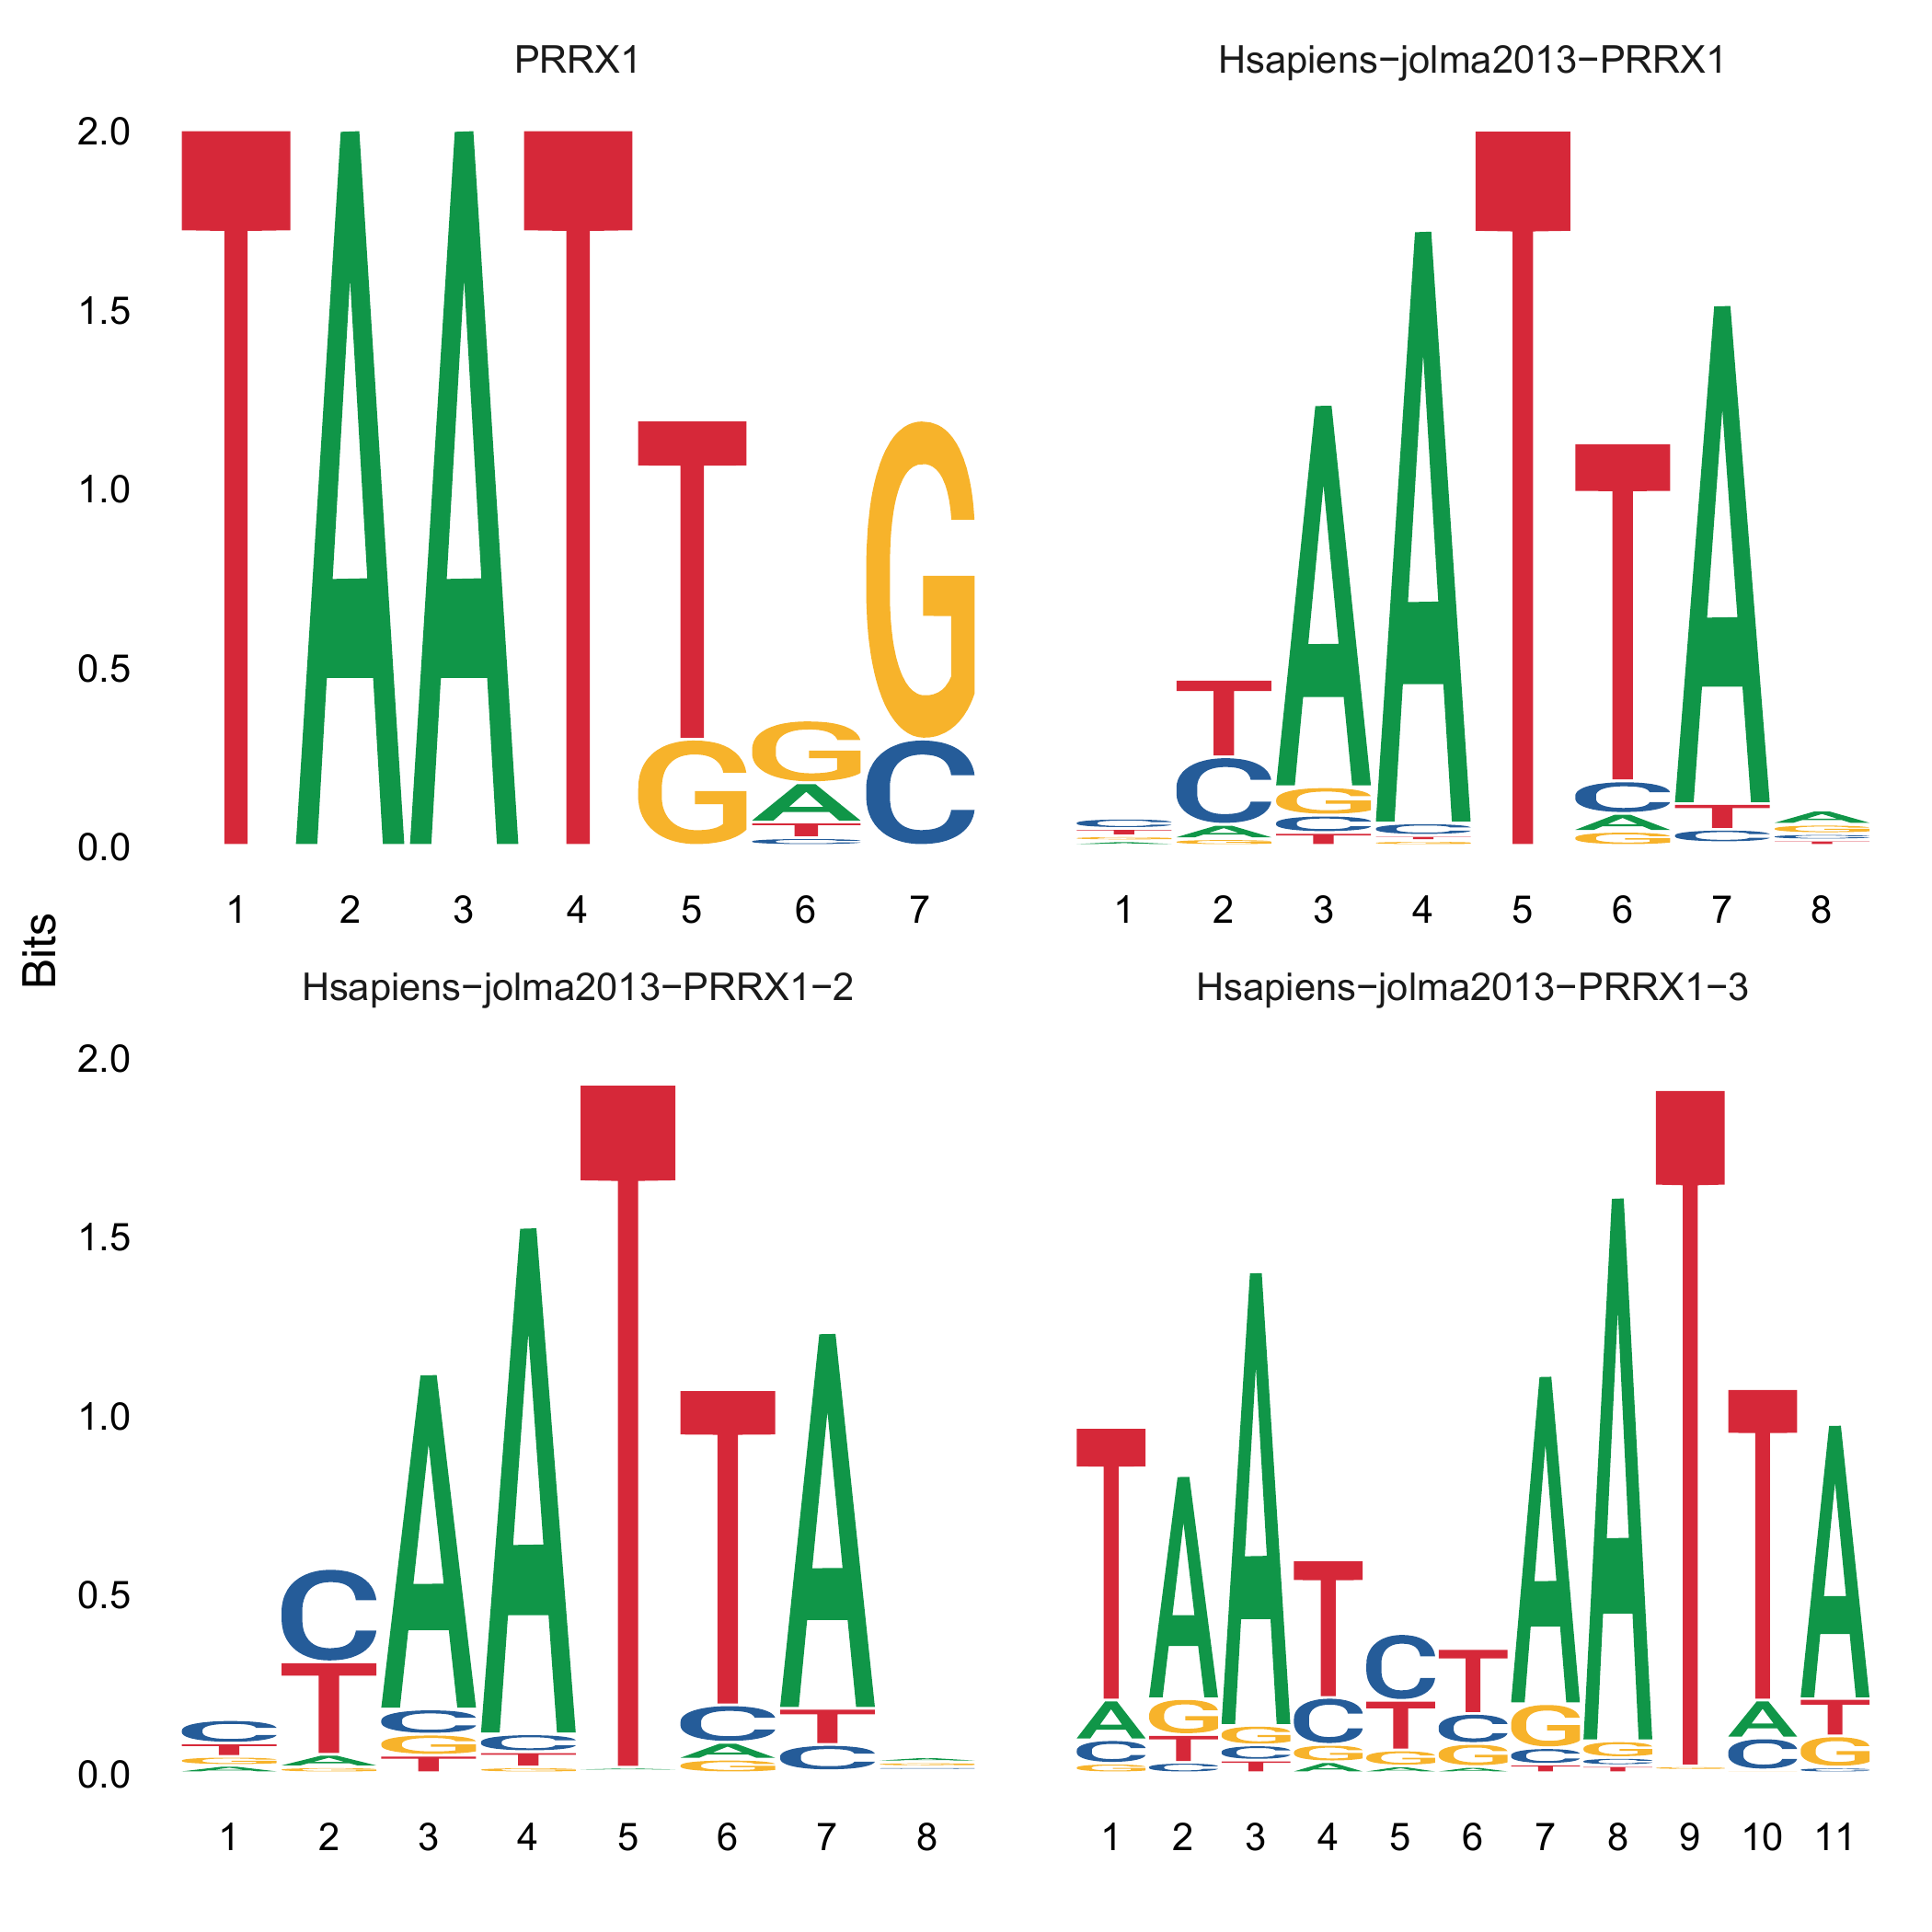 PRRX1
Hsapiens−jolma2013−PRRX1
2.0
1.5
1.0
0.5
0.0
TAATTGG
GAC
T
C
1 2 3 4 5 6 7
1 2 3 4 5 6 7 8
Bits
Hsapiens−jolma2013−PRRX1−2
Hsapiens−jolma2013−PRRX1−3
2.0
1.5
1.0
0.5
0.0
1 2 3 4 5 6 7 8
1 2 3 4 5 6 7 8 9 10 11